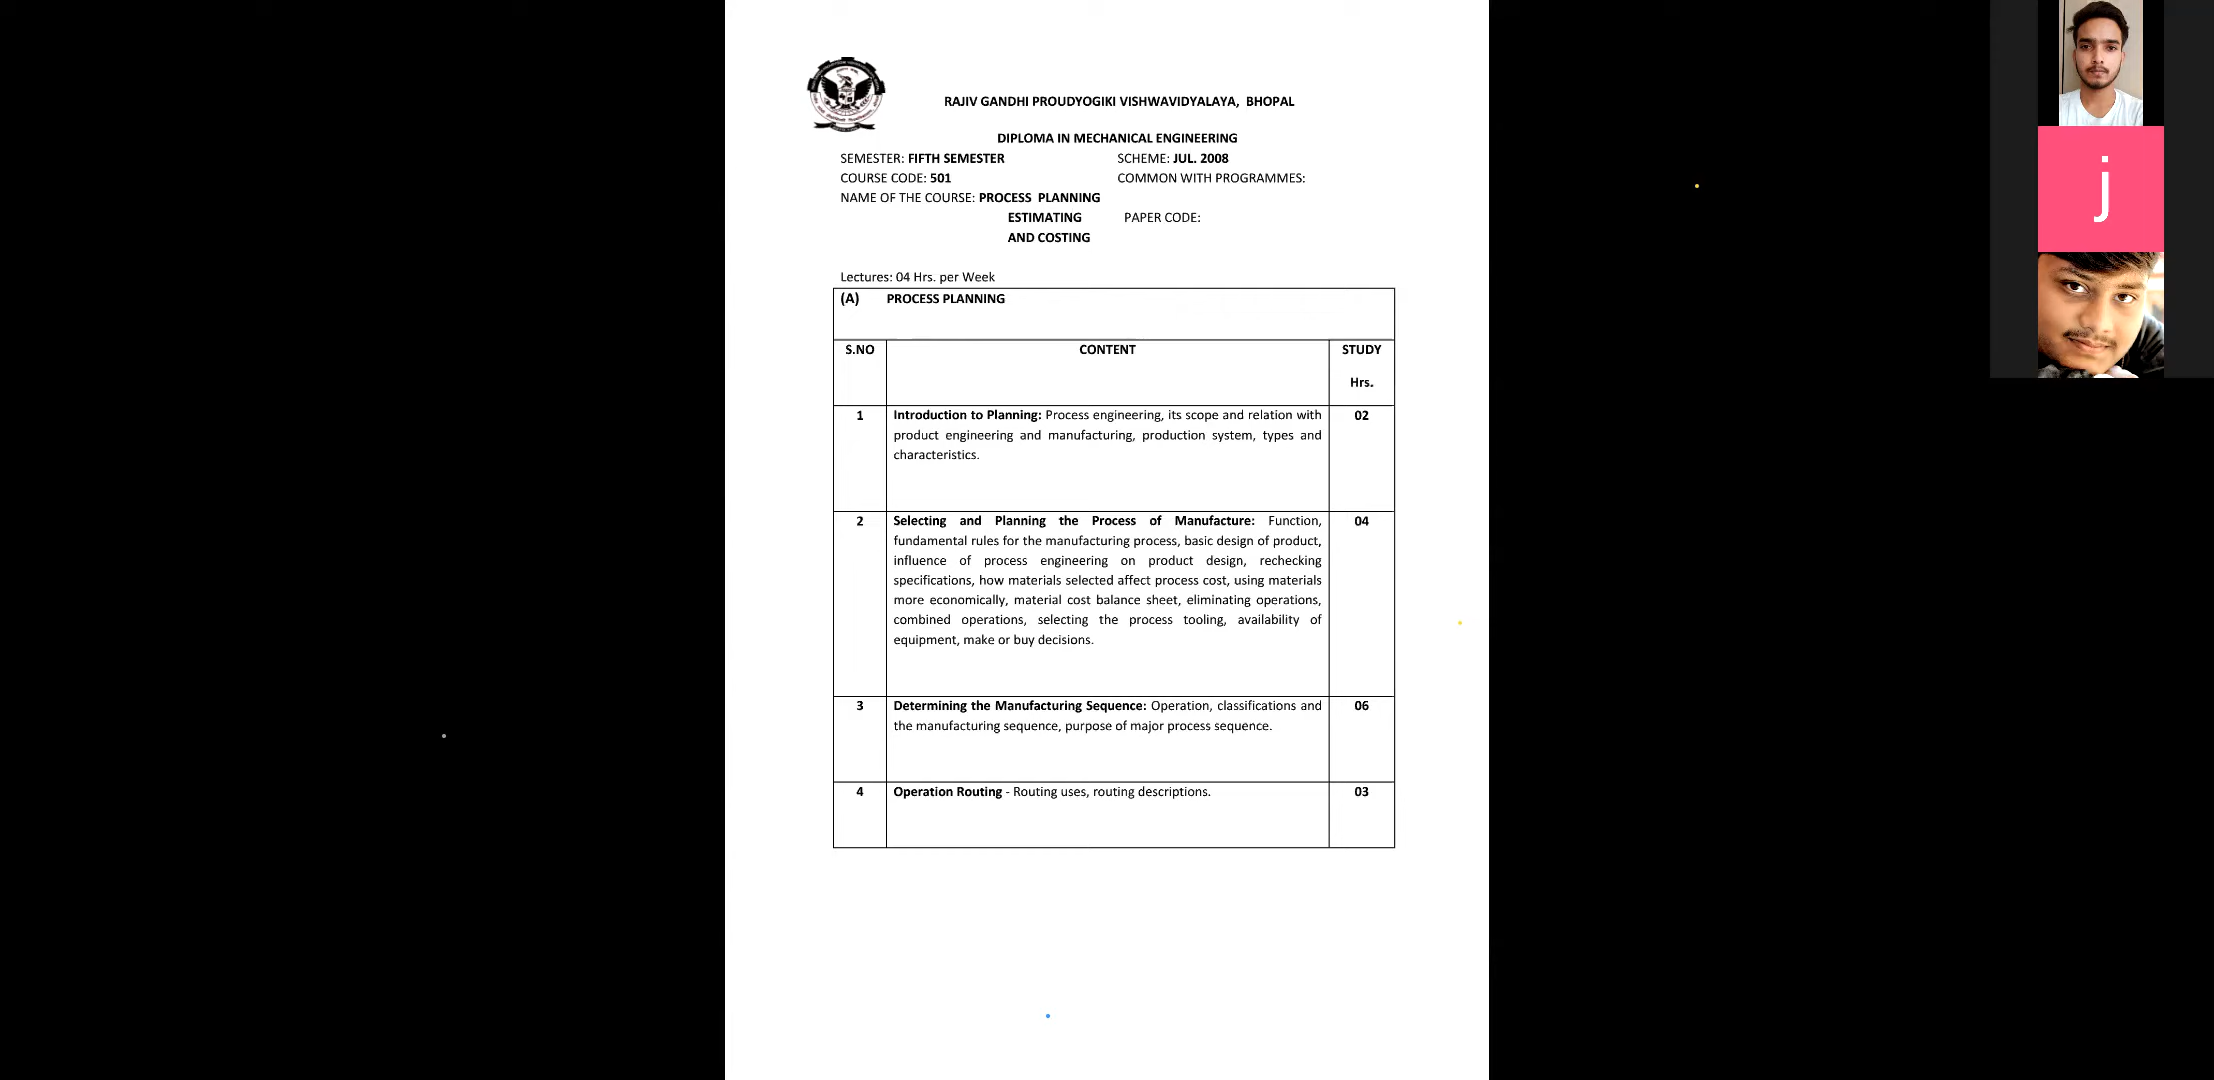 RAJIV GANDHI PROUDYOGIKI VISHWAVIDYALAYA, BHOPAL
DIPLOMA IN MECHANICAL ENGINEERING
SEMESTER: FIFTH SEMESTER SCHEME: JUL. 2008
COURSE CODE: 501 COMMON WITH PROGRAMMES:
NAME OF THE COURSE: PROCESS PLANNING
ESTIMATING PAPER CODE:
AND COSTING
Lectures: 04 Hrs. per Week
(A) PROCESS PLANNING
S.NO CONTENT STUDY
Hrs.
1 Introduction to Planning: Process engineering, its scope and relation with 02
product engineering and manufacturing, production system, types and
characteristics.
2 Selecting and Planning the Process of Manufacture: Function, 04
fundamental rules for the manufacturing process, basic design of product,
influence of process engineering on product design, rechecking
specifications, how materials selected affect process cost, using materials
more economically, material cost balance sheet, eliminating operations,
combined operations, selecting the process tooling, availability of
equipment, make or buy decisions.
3 Determining the Manufacturing Sequence: Operation, classifications and 06
the manufacturing sequence, purpose of major process sequence.
4 Operation Routing - Routing uses, routing descriptions. 03
j